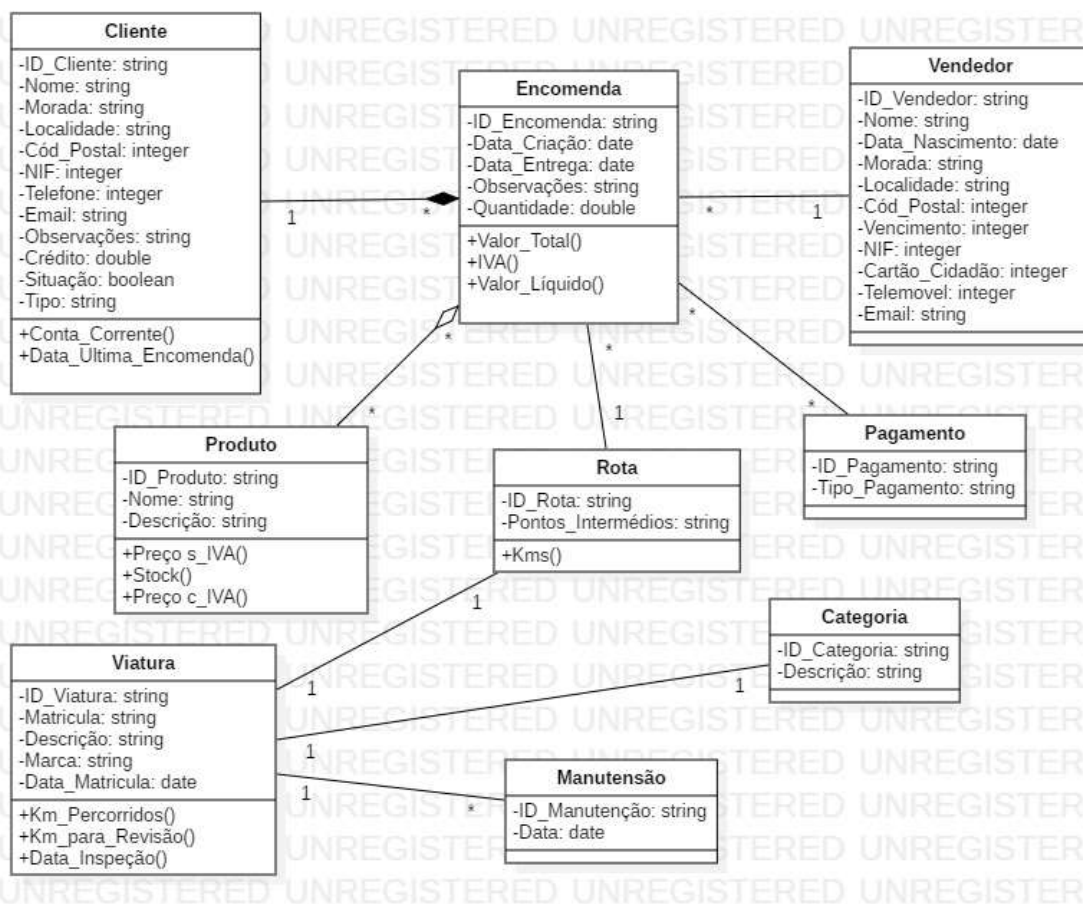 Cliente
-ID_Cliente: string
-Nome: string
-Morada: string
-Localidade: string
-Cód_Postal: integer
-NIF: integer
-Telefone: integer
-Email: string
-Observações: string
-Crédito: double
-Situação: boolean
-Tipo: string
+Conta_Corrente()
+Data_Ultima_Encomenda()
1
*
Encomenda
-ID_Encomenda: string
-Data_Criação: date
-Data_Entrega: date
-Observações: string
-Quantidade: double
+Valor_Total()
+IVA()
+Valor_Líquido()
*
1
Vendedor
-ID_Vendedor: string
-Nome: string
-Data_Nascimento: date
-Morada: string
-Localidade: string
-Cód_Postal: integer
-Vencimento: integer
-NIF: integer
-Cartão_Cidadão: integer
-Telemovel: integer
-Email: string
*
*
*
1
*
*
Produto
-ID_Produto: string
-Nome: string
-Descrição: string
+Preço s_IVA()
+Stock()
+Preço c_IVA()
Rota
-ID_Rota: string
-Pontos_Intermédios: string
+Kms()
Pagamento
-ID_Pagamento: string
-Tipo_Pagamento: string
1
1
Viatura
-ID_Viatura: string
-Matricula: string
-Descrição: string
-Marca: string
-Data_Matricula: date
+Km_Percorridos()
+Km_para_Revisão()
+Data_Inspeção()
1
1
Categoria
-ID_Categoria: string
-Descrição: string
1
*
Manutensão
-ID_Manutenção: string
-Data: date
UNREGISTERED UNREGISTERED UNREGISTERED